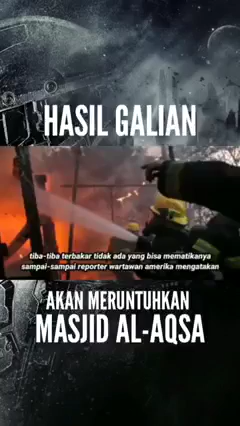 HASIL GALIAN
tiba-tiba terbakar tidak ada yang bisa mematikanya
sampai-sampai reporter wartawan amerika mengatakan
AKAN MERUNTUHKAN
MASJID AL-AQSA